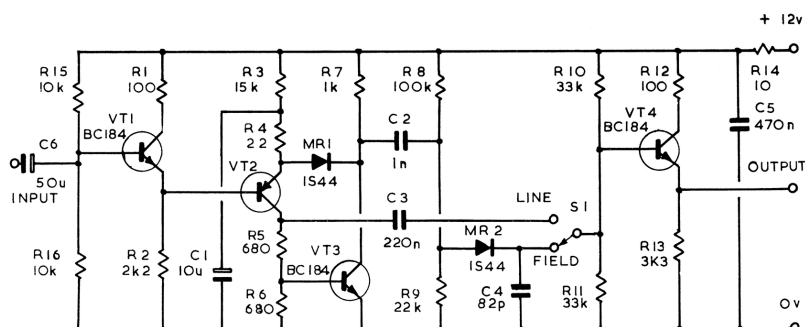 + 12v
R15
10k
R1
100
R3
15k
R7
1k
R8
100k
R10
33k
R12
100
R14
10
VT1
BC184
C6
50u
INPUT
R4
22
MR1
1S44
C2
1n
VT4
BC184
C5
470n
VT2
C3
220n
LINE
S1
OUTPUT
R16
10k
R2
2k2
C1
10u
R5
680
VT3
BC184
MR2
1S44
FIELD
R13
3K3
R6
680
R9
22k
C4
82p
R11
33k
0v